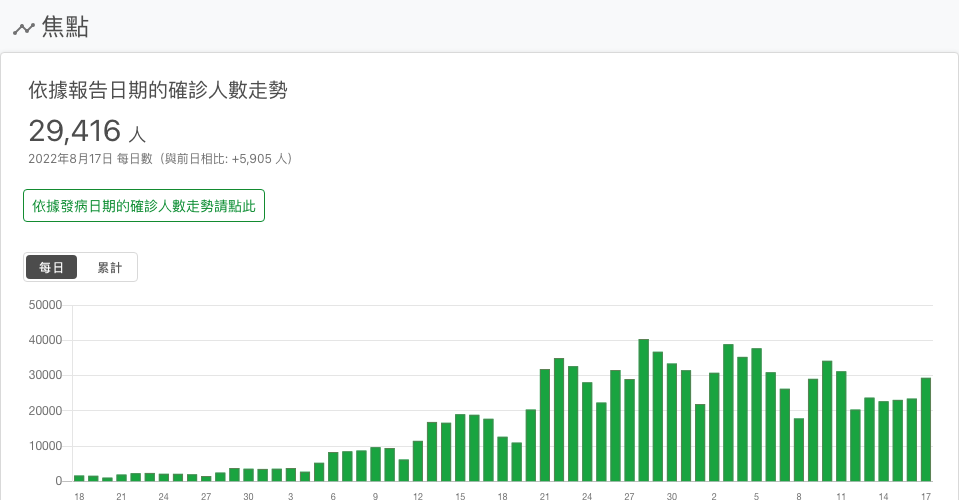 焦點
依據報告日期的確診人數走勢
29,416 人
2022年8月17日 每日數（與前日相比: +5,905 人）
依據發病日期的確診人數走勢請點此
每日 累計
50000
40000
30000
20000
10000
0
18 21 24 27 30 3 6 9 12 15 18 21 24 27 30 2 5 8 11 14 17